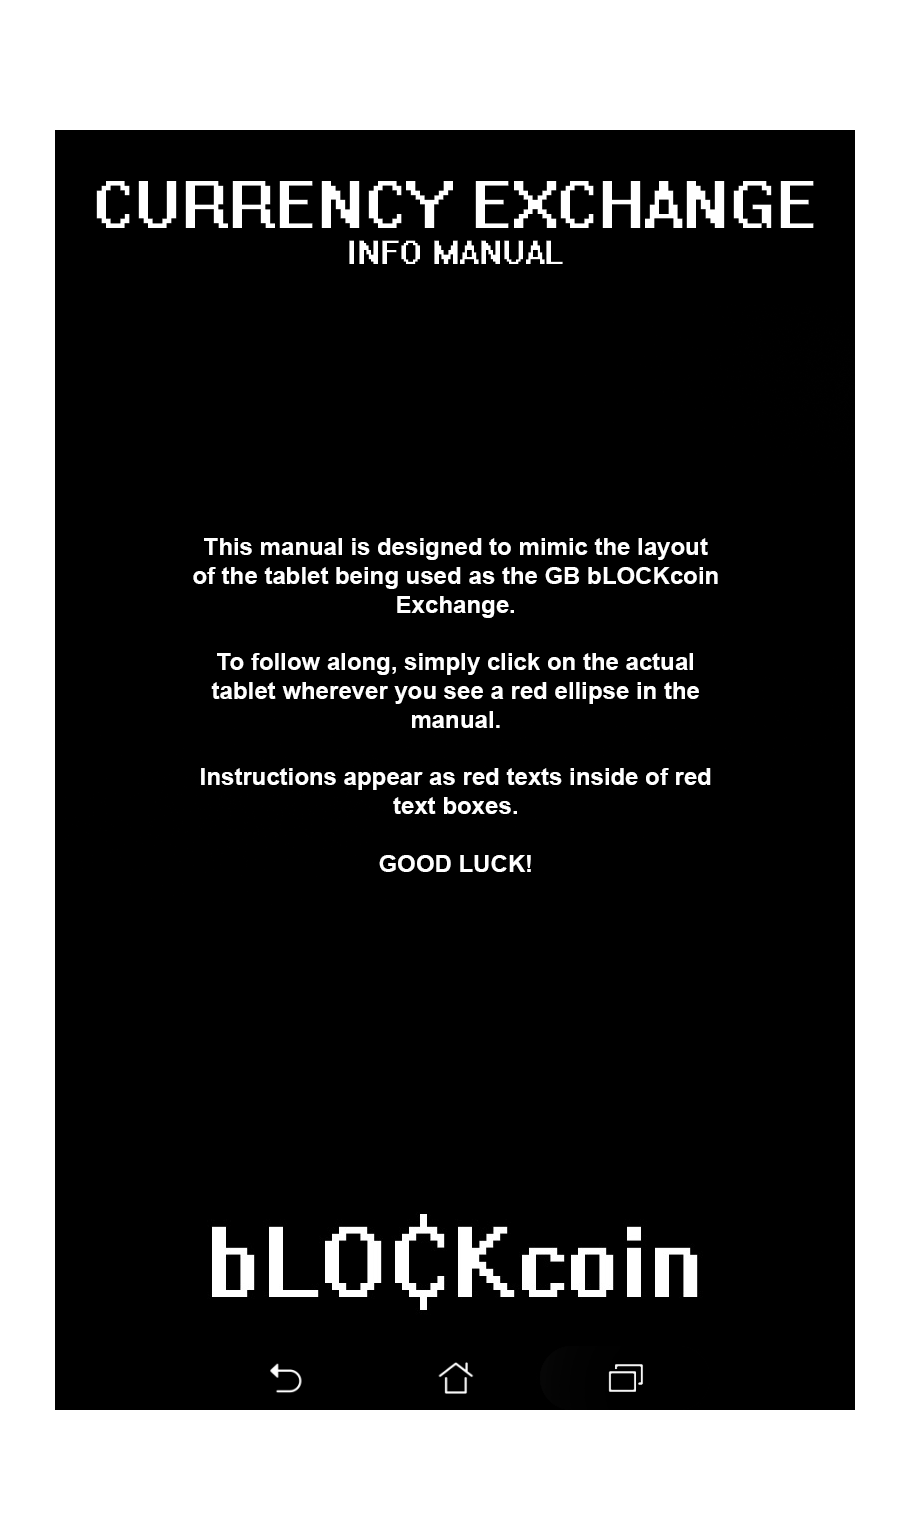 CURRENCY EXCHANGE
INFO MANUAL
This manual is designed to mimic the layout
of the tablet being used as the GB bLOCKcoin
Exchange.
To follow along, simply click on the actual
tablet wherever you see a red ellipse in the
manual.
Instructions appear as red texts inside of red
text boxes.
GOOD LUCK!
bLO¢Kcoin